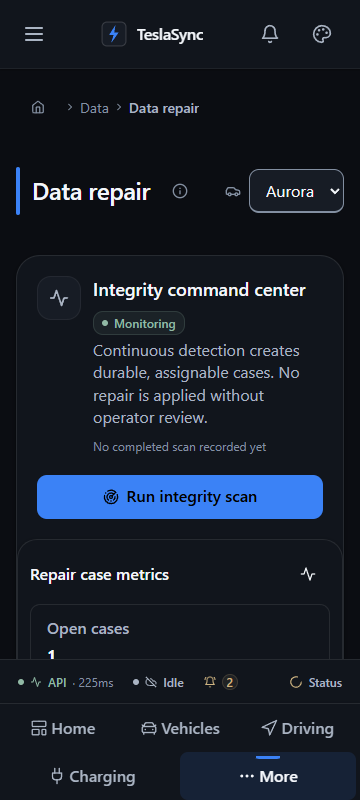 TeslaSync
Data
Data repair
Data repair
Aurora
Integrity command center
Monitoring
Continuous detection creates
durable, assignable cases. No
repair is applied without
operator review.
No completed scan recorded yet
Run integrity scan
Repair case metrics
Open cases
1
API · 225ms
Idle
2
Status
Home
Vehicles
Driving
Charging
More